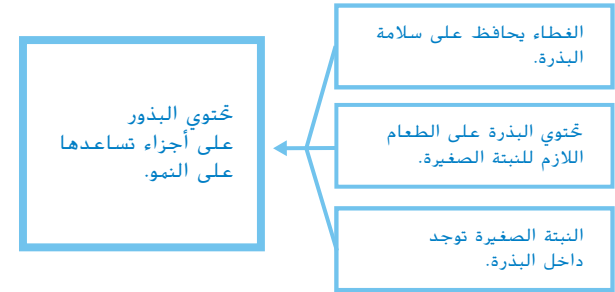 الغطاء يحافظ على سلامة
البذرة.
تحتوي البذرة على الطعام
اللازم للنبتة الصغيرة.
النبتة الصغيرة توجد
داخل البذرة.
تحتوي البذور
على أجزاء تساعدها
على النمو.